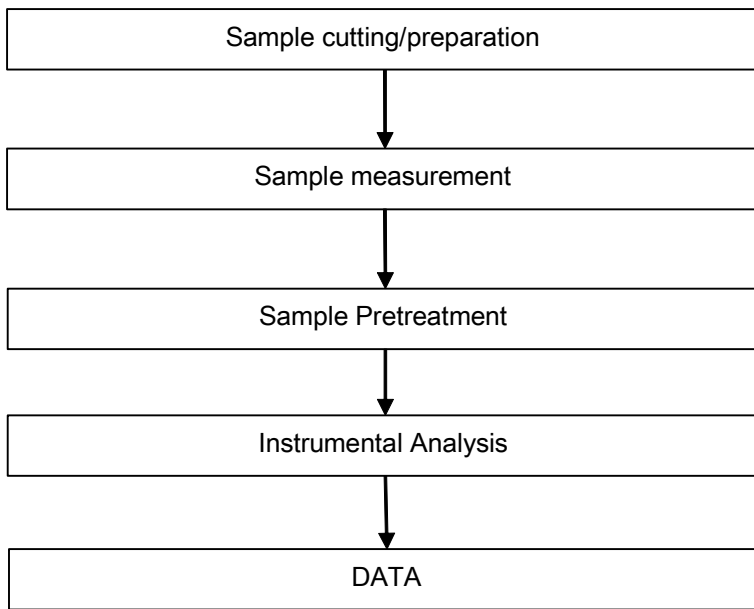 Sample cutting/preparation
Sample measurement
Sample Pretreatment
Instrumental Analysis
DATA